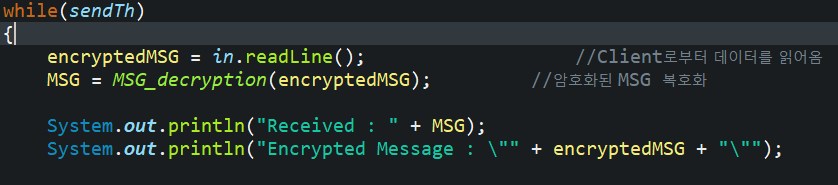 while(sendTh)
{
encryptedMSG = in.readLine(); //Client로부터 데이터를 읽어옴
MSG = MSG_decryption(encryptedMSG); //암호화된 MSG 복호화
System.out.println("Received : " + MSG);
System.out.println("Encrypted Message : \"" + encryptedMSG + "\"");